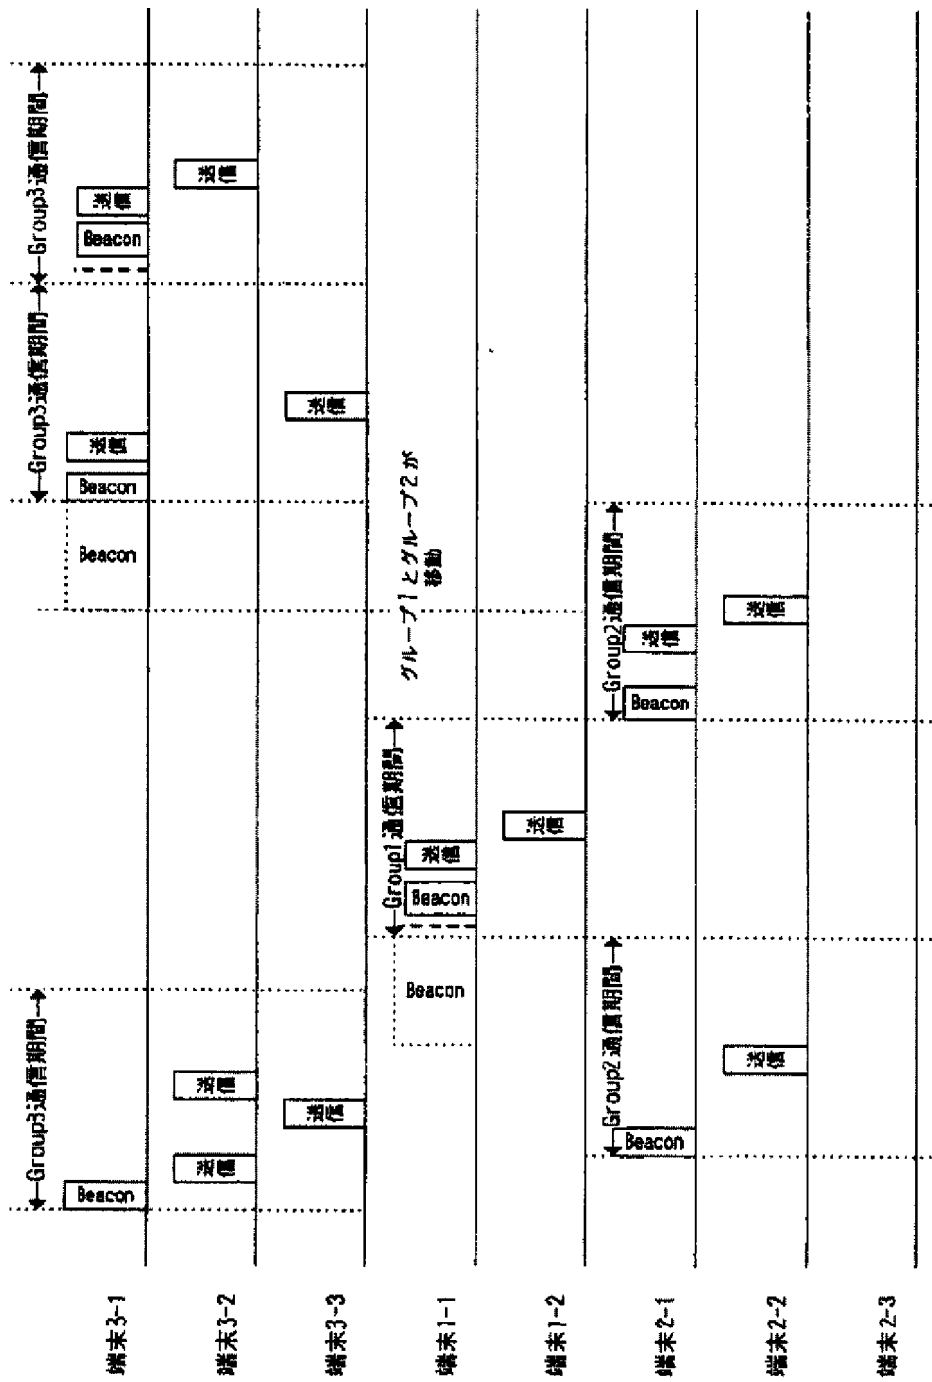 端末3-1
Beacon
Group3通信期間
Beacon
Beacon
送信
Group3通信期間
Beacon
送信
Group3通信期間
端末3-2
送信
送信
送信
端末3-3
送信
送信
端末1-1
Beacon
Beacon
送信
Group1通信期間
グループ1とグループ2が
移動
端末1-2
送信
端末2-1
Beacon
Group2通信期間
Beacon
送信
Group2通信期間
端末2-2
送信
送信
端末2-3